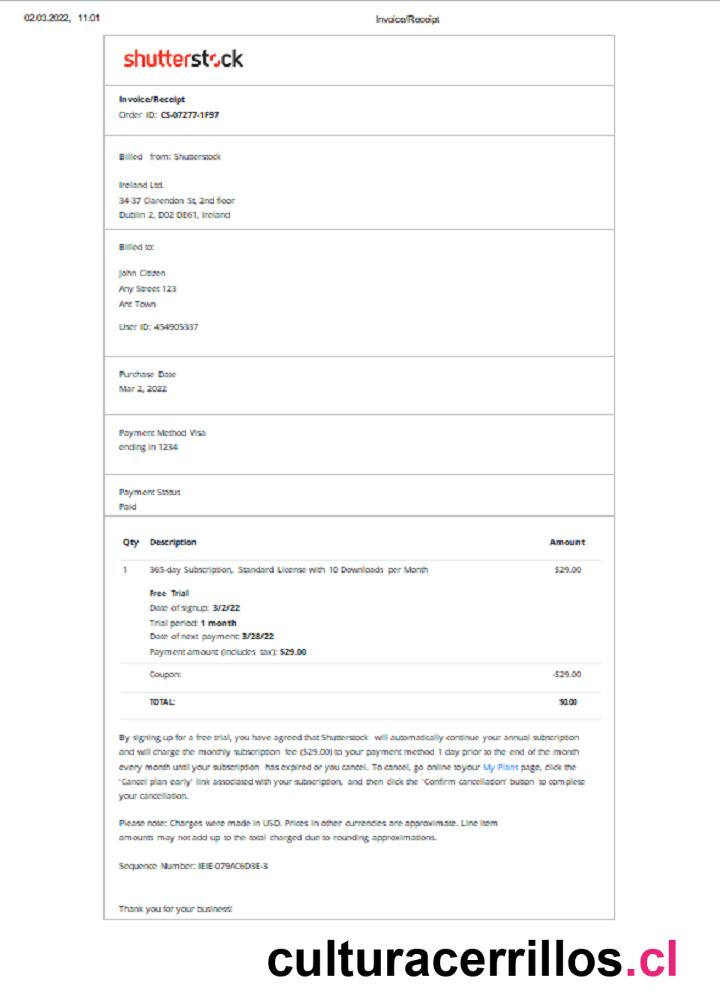 02.03.2022, 11:01
Invoice/Receipt
shutterstock
Invoice/Receipt
Order ID: CS-07277-1F97
Billed from: Shutterstock
Ireland Ltd.
34-37 Clarendon St, 2nd floor
Dublin 2, D02 DE61, Ireland
Billed to:
John Citizen
Any Street 123
Ant Town
User ID: 454905337
Purchase Date
Mar 2, 2022
Payment Method Visa
ending in 1234
Payment Status
Paid
Qty Description Amount
1 365-day Subscription, Standard License with 10 Downloads per Month $29.00
Free Trial
Date of signup: 3/2/22
Trial period: 1 month
Date of next payment: 3/28/22
Payment amount (includes tax): $29.00
Coupon: -$29.00
TOTAL: $0.00
By signing up for a free trial, you have agreed that Shutterstock will automatically continue your annual subscription
and will charge the monthly subscription fee ($29.00) to your payment method 1 day prior to the end of the month
every month until your subscription has expired or you cancel. To cancel, go online to your My Plans page, click the
'Cancel plan early' link associated with your subscription, and then click the 'Confirm cancellation' button to complete
your cancellation.
Please note: Charges were made in USD. Prices in other currencies are approximate. Line item
amounts may not add up to the total charged due to rounding approximations.
Sequence Number: IEIE-079AC6D3E-3
Thank you for your business!
culturacerrillos.cl